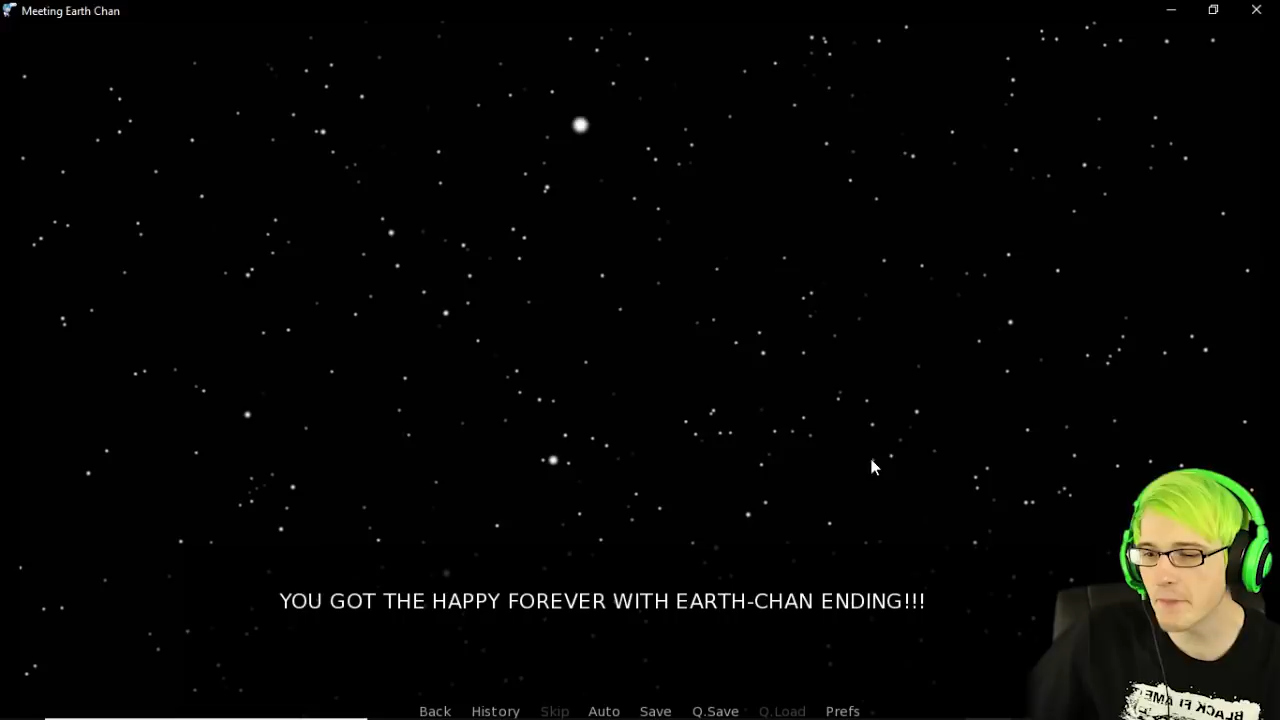 Meeting Earth Chan
YOU GOT THE HAPPY FOREVER WITH EARTH-CHAN ENDING!!!
Back History Skip Auto Save Q.Save Q.Load Prefs